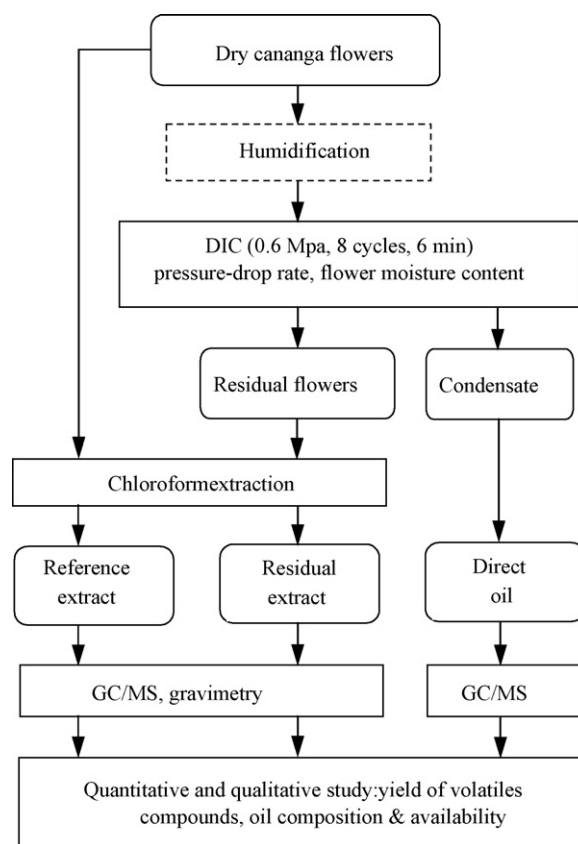 Dry cananga flowers
Humidification
DIC (0.6 Mpa, 8 cycles, 6 min)
pressure-drop rate, flower moisture content
Residual flowers
Condensate
Chloroformextraction
Reference
extract
Residual
extract
Direct
oil
GC/MS, gravimetry
GC/MS
Quantitative and qualitative study:yield of volatiles
compounds, oil composition & availability